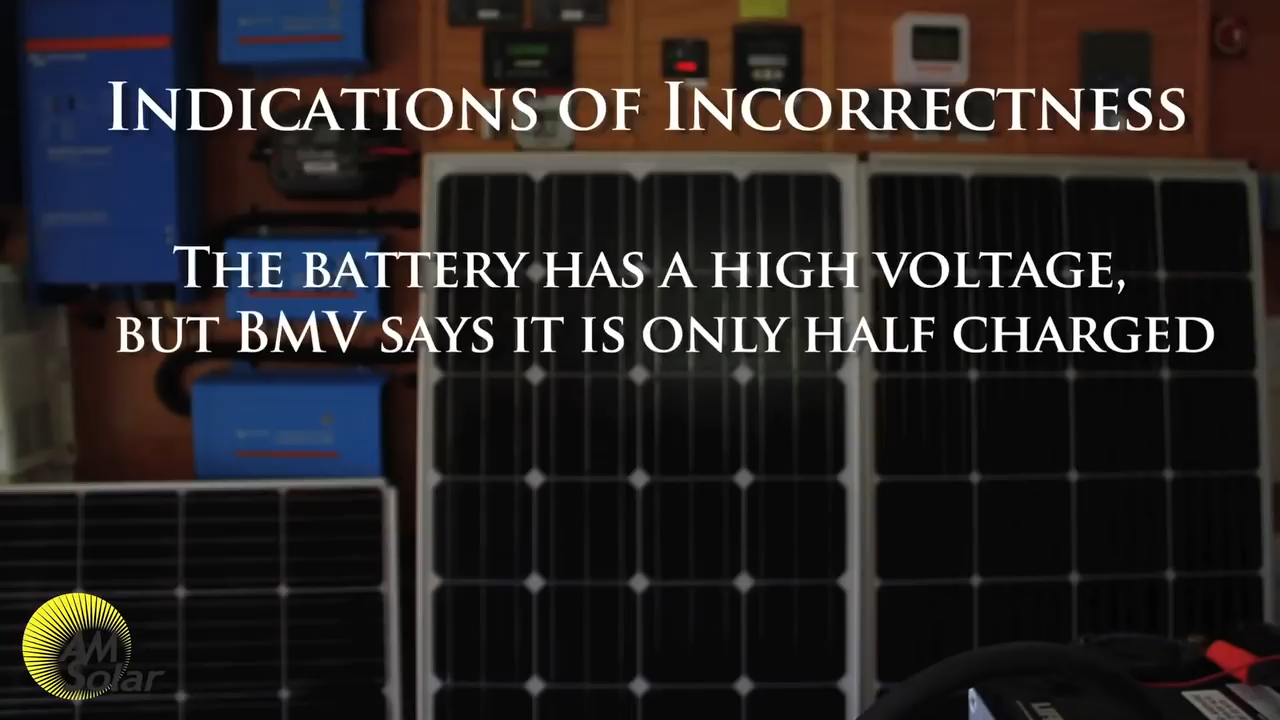 Indications of Incorrectness
The battery has a high voltage,
but BMV says it is only half charged
AM
Solar